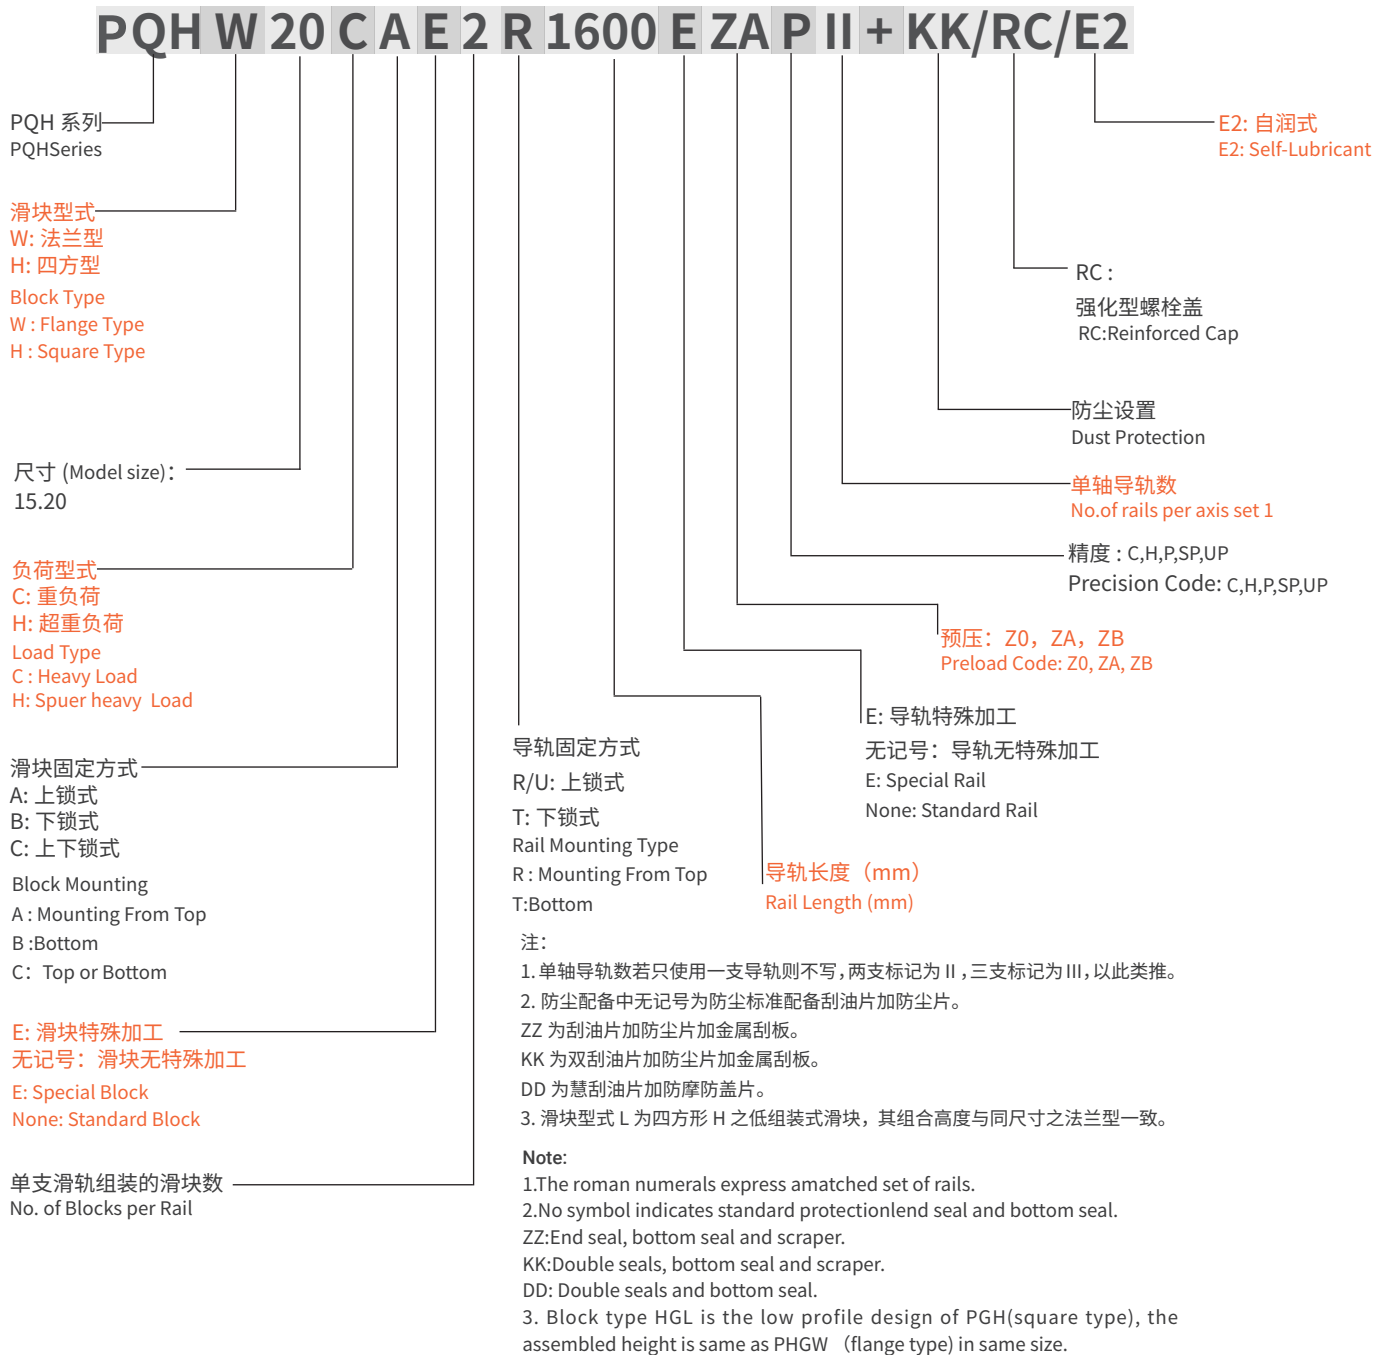 PQH W 20 C A E 2 R 1600 E ZA P II + KK/RC/E2
PQH 系列
PQHSeries
滑块型式
W: 法兰型
H: 四方型
Block Type
W : Flange Type
H : Square Type
尺寸 (Model size)：
15.20
负荷型式
C: 重负荷
H: 超重负荷
Load Type
C : Heavy Load
H: Spuer heavy Load
滑块固定方式
A: 上锁式
B: 下锁式
C: 上下锁式
Block Mounting
A : Mounting From Top
B :Bottom
C： Top or Bottom
E: 滑块特殊加工
无记号：滑块无特殊加工
E: Special Block
None: Standard Block
单支滑轨组装的滑块数
No. of Blocks per Rail
导轨固定方式
R/U: 上锁式
T: 下锁式
Rail Mounting Type
R : Mounting From Top
T:Bottom
导轨长度（mm）
Rail Length (mm)
E: 导轨特殊加工
无记号：导轨无特殊加工
E: Special Rail
None: Standard Rail
预压：Z0，ZA，ZB
Preload Code: Z0, ZA, ZB
精度 : C,H,P,SP,UP
Precision Code: C,H,P,SP,UP
单轴导轨数
No.of rails per axis set 1
防尘设置
Dust Protection
RC :
强化型螺栓盖
RC:Reinforced Cap
E2: 自润式
E2: Self-Lubricant
注：
1. 单轴导轨数若只使用一支导轨则不写，两支标记为 II ，三支标记为 III，以此类推。
2. 防尘配备中无记号为防尘标准配备刮油片加防尘片。
ZZ 为刮油片加防尘片加金属刮板。
KK 为双刮油片加防尘片加金属刮板。
DD 为慧刮油片加防摩防盖片。
3. 滑块型式 L 为四方形 H 之低组装式滑块，其组合高度与同尺寸之法兰型一致。
Note:
1.The roman numerals express amatched set of rails.
2.No symbol indicates standard protectionlend seal and bottom seal.
ZZ:End seal, bottom seal and scraper.
KK:Double seals, bottom seal and scraper.
DD: Double seals and bottom seal.
3. Block type HGL is the low profile design of PGH(square type), the
assembled height is same as PHGW （flange type) in same size.